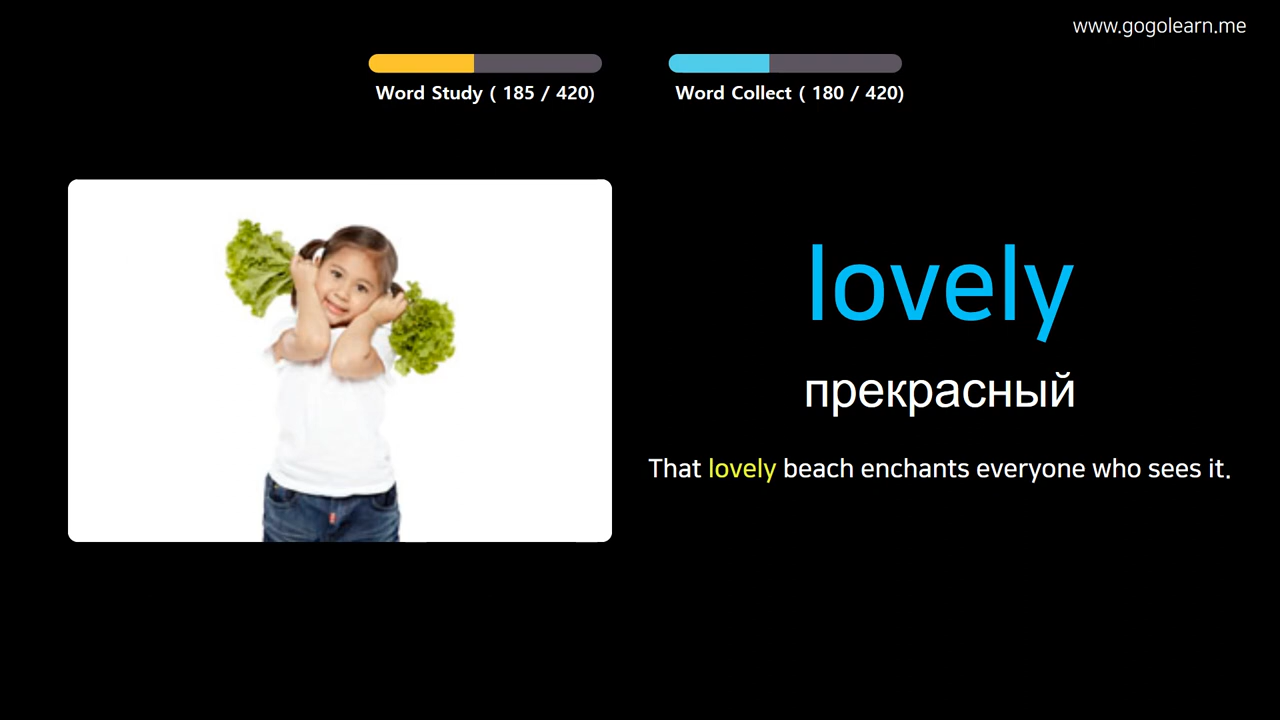 www.gogolearn.me
Word Study ( 185 / 420)
Word Collect ( 180 / 420)
lovely
прекрасный
That lovely beach enchants everyone who sees it.